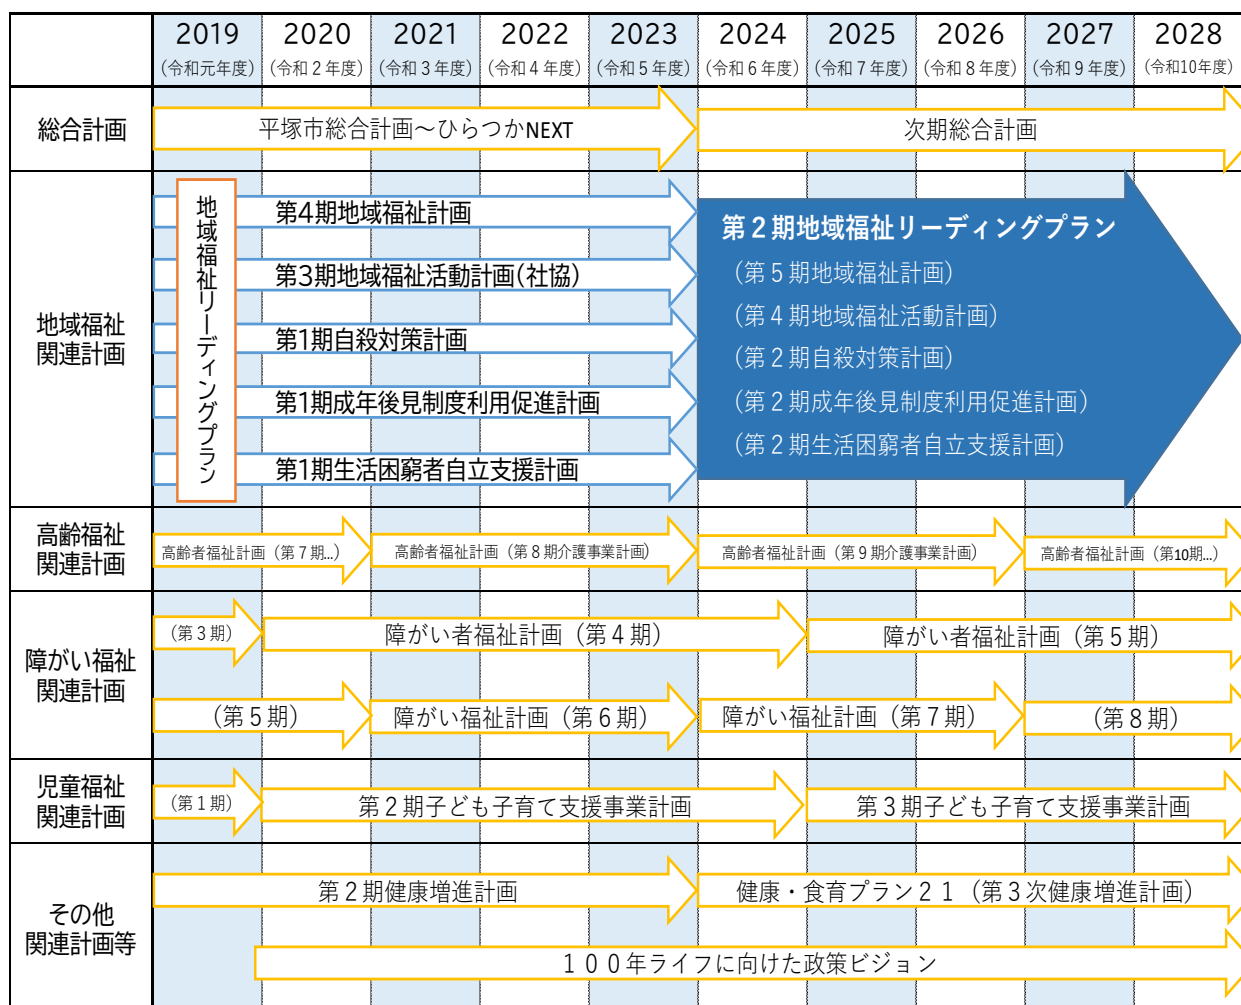 2019 2020 2021 2022 2023 2024 2025 2026 2027 2028
(令和元年度) (令和２年度) (令和３年度) (令和４年度) (令和５年度) (令和６年度) (令和７年度) (令和８年度) (令和９年度) (令和10年度)
総合計画
平塚市総合計画～ひらつかNEXT
次期総合計画
地域福祉
関連計画
地域福祉リーディングプラン
第4期地域福祉計画
第3期地域福祉活動計画(社協)
第1期自殺対策計画
第1期成年後見制度利用促進計画
第1期生活困窮者自立支援計画
第２期地域福祉リーディングプラン
（第５期地域福祉計画）
（第４期地域福祉活動計画）
（第２期自殺対策計画）
（第２期成年後見制度利用促進計画）
（第２期生活困窮者自立支援計画）
高齢福祉
関連計画
高齢者福祉計画（第７期…）
高齢者福祉計画（第８期介護事業計画）
高齢者福祉計画（第９期介護事業計画）
高齢者福祉計画（第10期…）
障がい福祉
関連計画
（第３期）
障がい者福祉計画（第４期）
障がい者福祉計画（第５期）
（第５期）
障がい福祉計画（第６期）
障がい福祉計画（第７期）
（第８期）
児童福祉
関連計画
（第１期）
第２期子ども子育て支援事業計画
第３期子ども子育て支援事業計画
その他
関連計画等
第２期健康増進計画
健康・食育プラン２１（第３次健康増進計画）
１００年ライフに向けた政策ビジョン